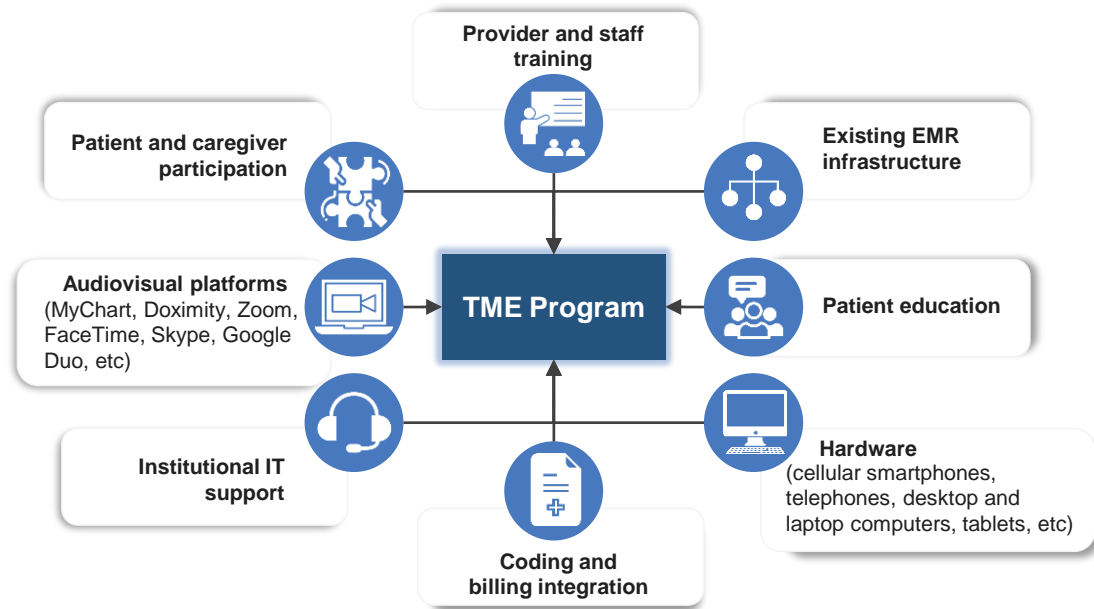 Provider and staff
training
Patient and caregiver
participation
Existing EMR
infrastructure
Audiovisual platforms
(MyChart, Doximity, Zoom,
FaceTime, Skype, Google
Duo, etc)
TME Program
Patient education
Institutional IT
support
Hardware
(cellular smartphones,
telephones, desktop and
laptop computers, tablets, etc)
Coding and
billing integration